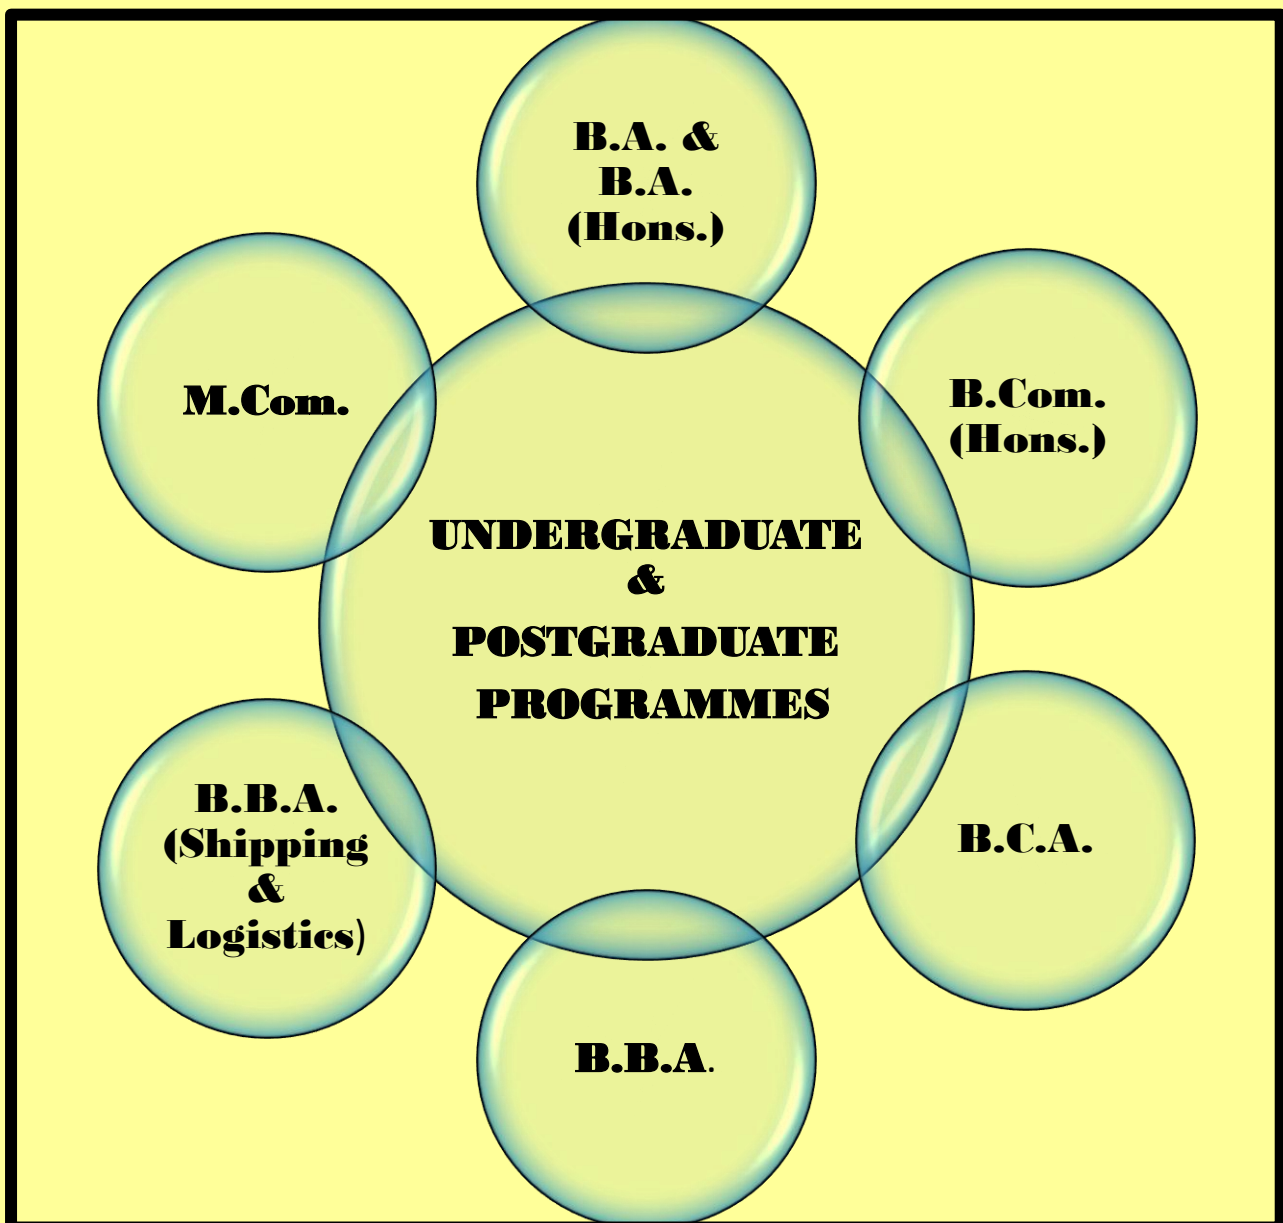 B.A. &
B.A.
(Hons.)
B.Com.
(Hons.)
M.Com.
UNDERGRADUATE
&
POSTGRADUATE
PROGRAMMES
B.C.A.
B.B.A.
(Shipping
&
Logistics)
B.B.A.